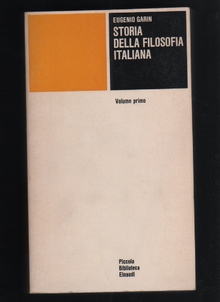 EUGENIO GARIN
STORIA
DELLA FILOSOFIA
ITALIANA
Volume primo
Piccola
Biblioteca
Einaudi